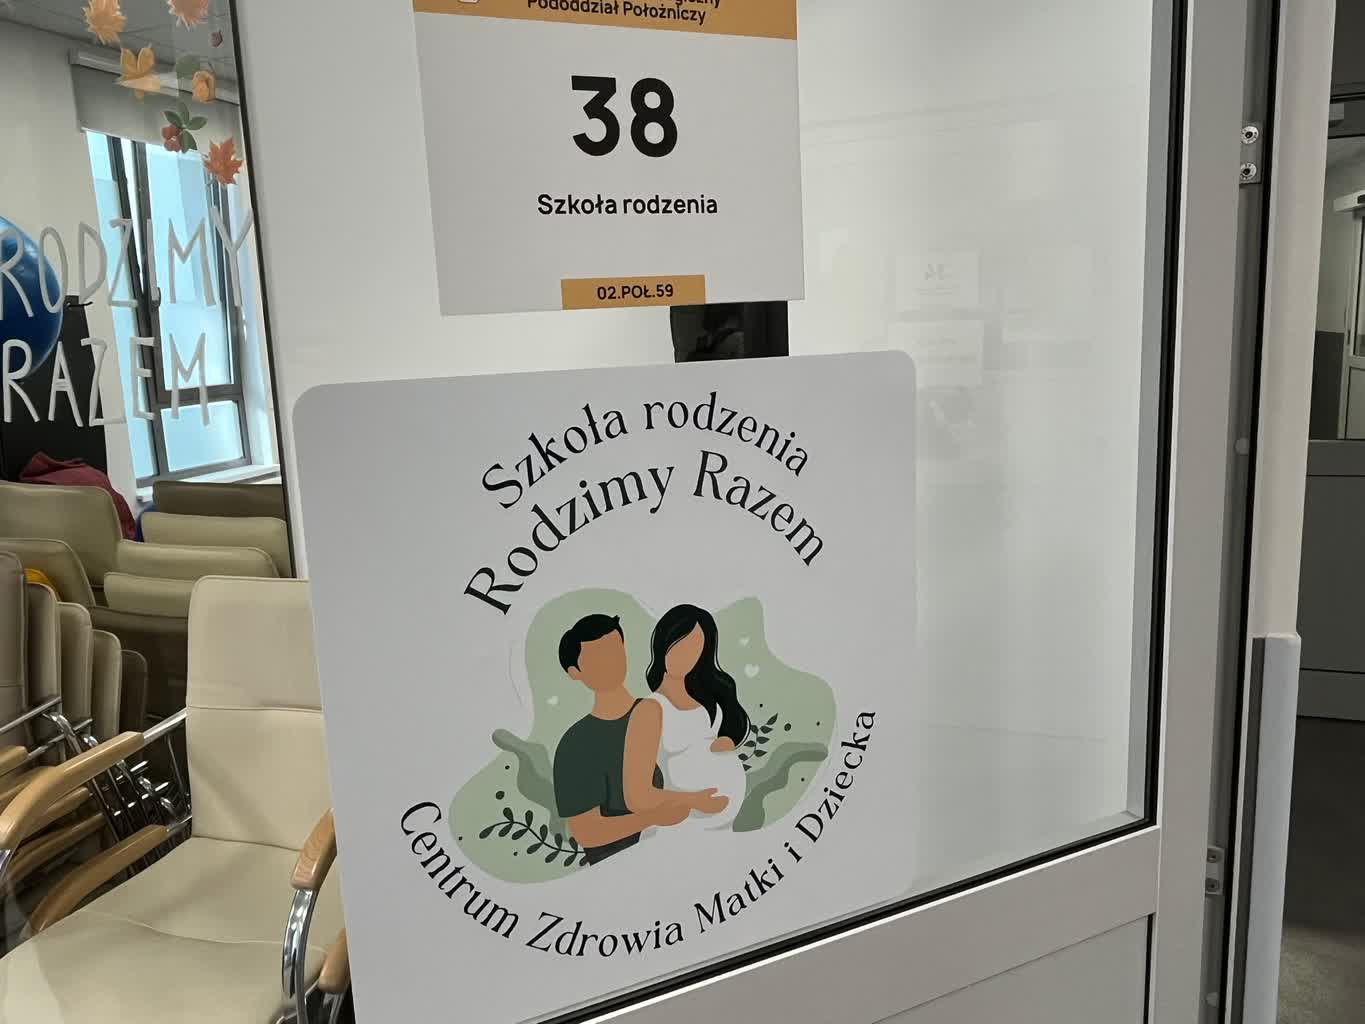 Pododdział Położniczy
38
Szkoła rodzenia
02.POŁ.59
RODZIMY
RAZEM
Szkoła rodzenia
Rodzimy Razem
Centrum Zdrowia Matki i Dziecka